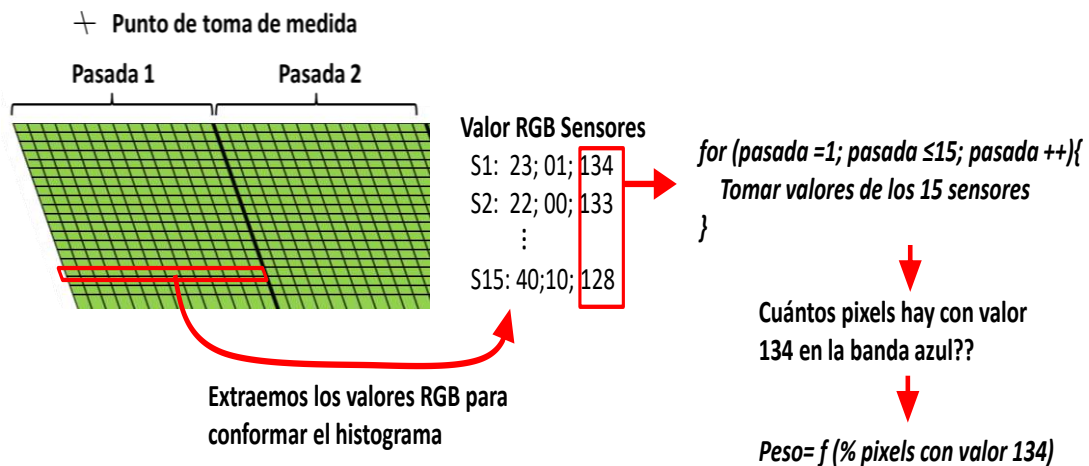 Punto de toma de medida
Pasada 1
Pasada 2
Valor RGB Sensores
S1: 23; 01; 134
S2: 22; 00; 133
⋮
S15: 40;10; 128
Extraemos los valores RGB para
conformar el histograma
for (pasada =1; pasada ≤15; pasada ++){
Tomar valores de los 15 sensores
}
Cuántos pixels hay con valor
134 en la banda azul??
Peso= f (% pixels con valor 134)